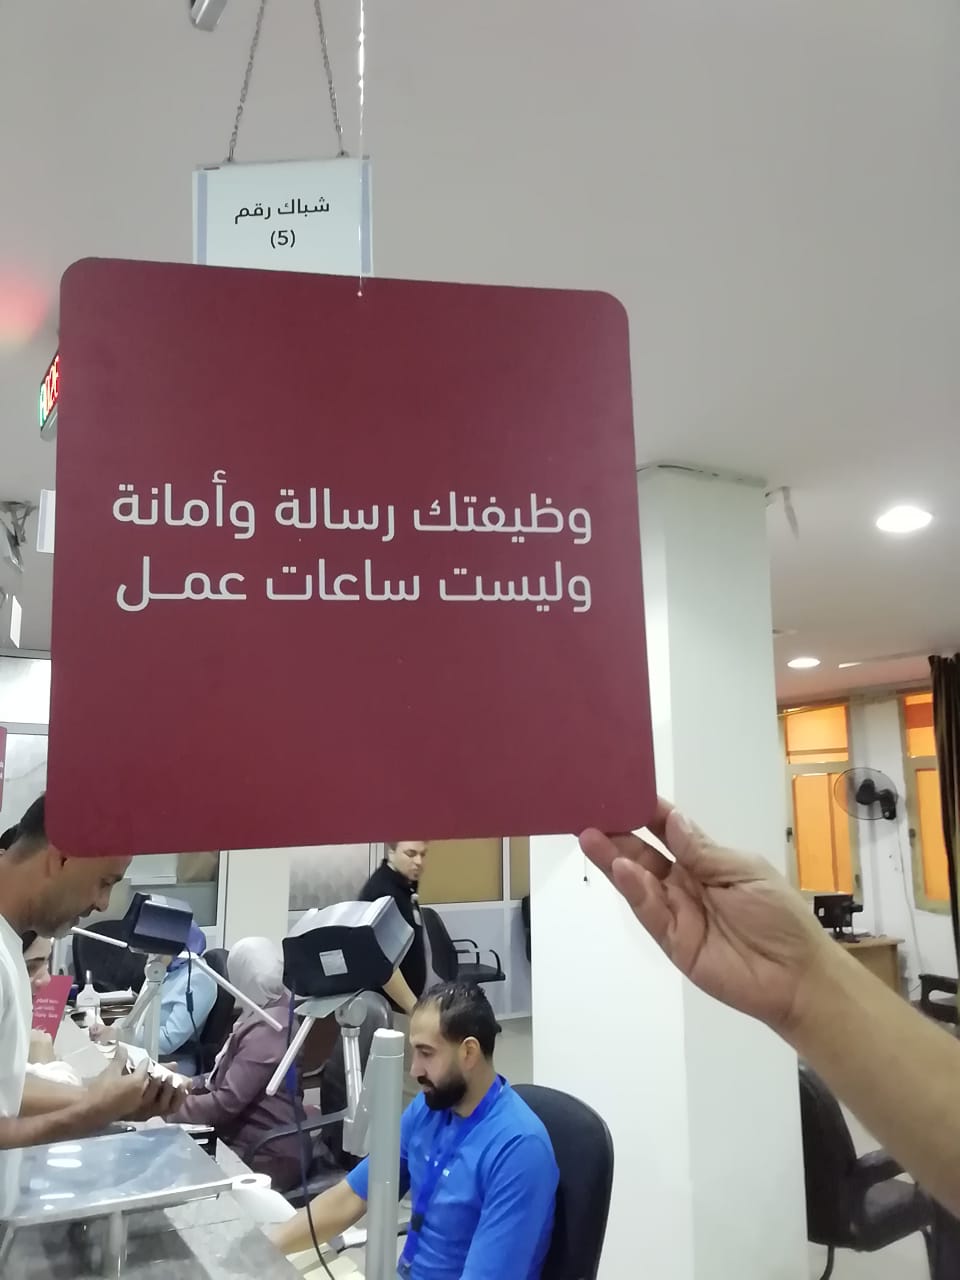 شباك رقم
(5)
وظيفتك رسالة وأمانة
وليست ساعات عمـل